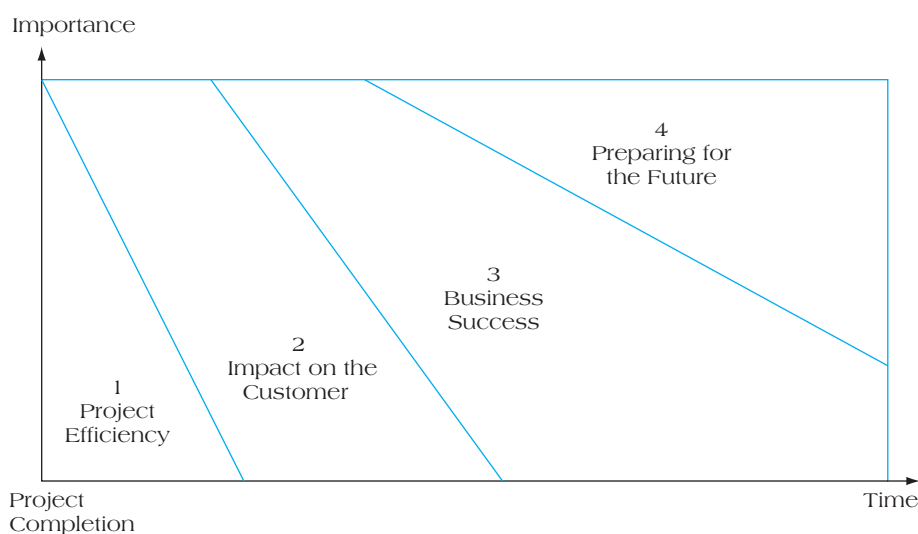 Importance
4
Preparing for
the Future
3
Business
Success
2
Impact on the
Customer
1
Project
Efficiency
Project
Completion
Time